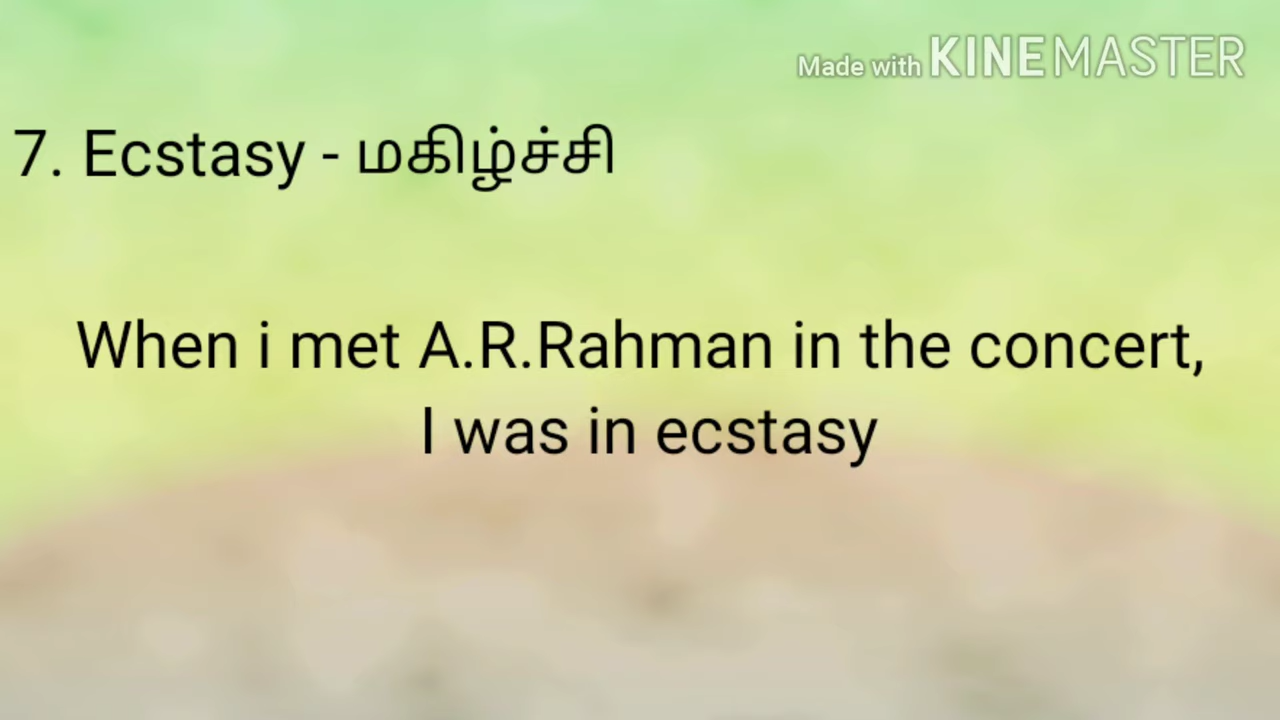 Made with KINEMASTER
7. Ecstasy - மகிழ்ச்சி
When i met A.R.Rahman in the concert,
I was in ecstasy